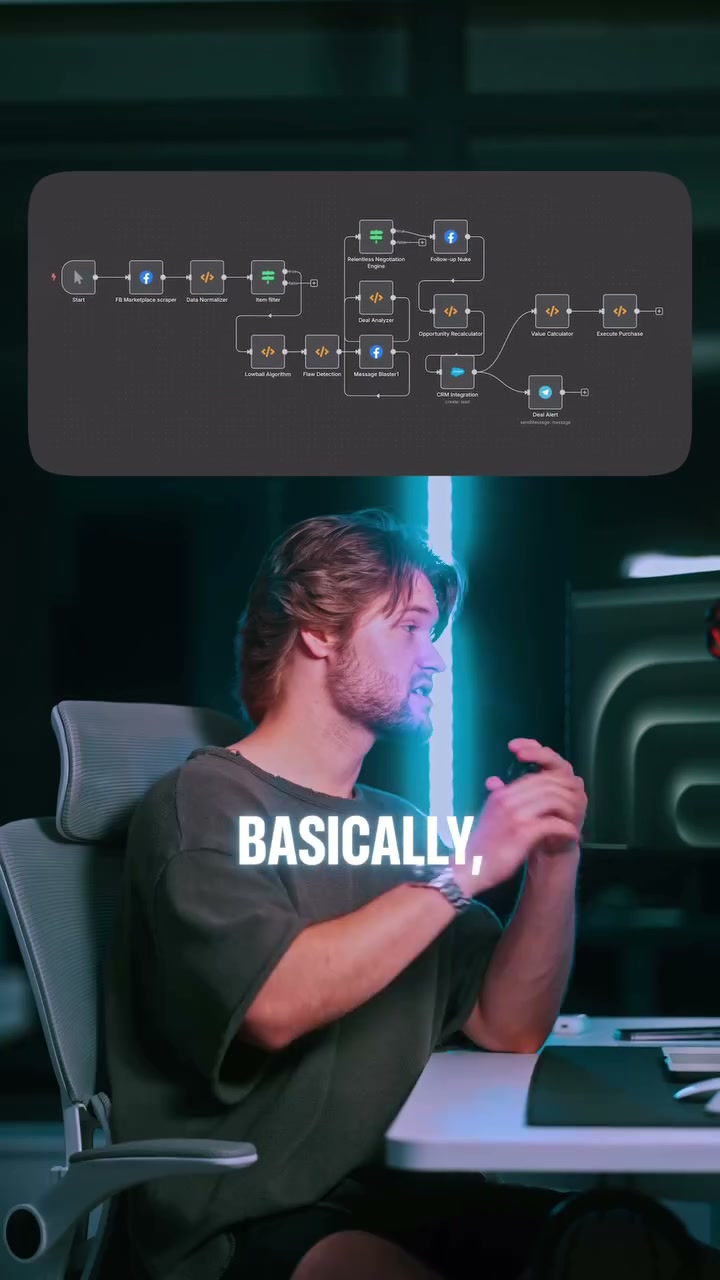 Relentless Negotiation
Engine
Follow-up Nuke
Start
FB Marketplace scraper
Data Normalizer
Item filter
Deal Analyzer
Opportunity Recalculator
Value Calculator
Execute Purchase
Lowball Algorithm
Flaw Detection
Message Blaster1
CRM Integration
create: lead
Deal Alert
sendMessage: message
BASICALLY,